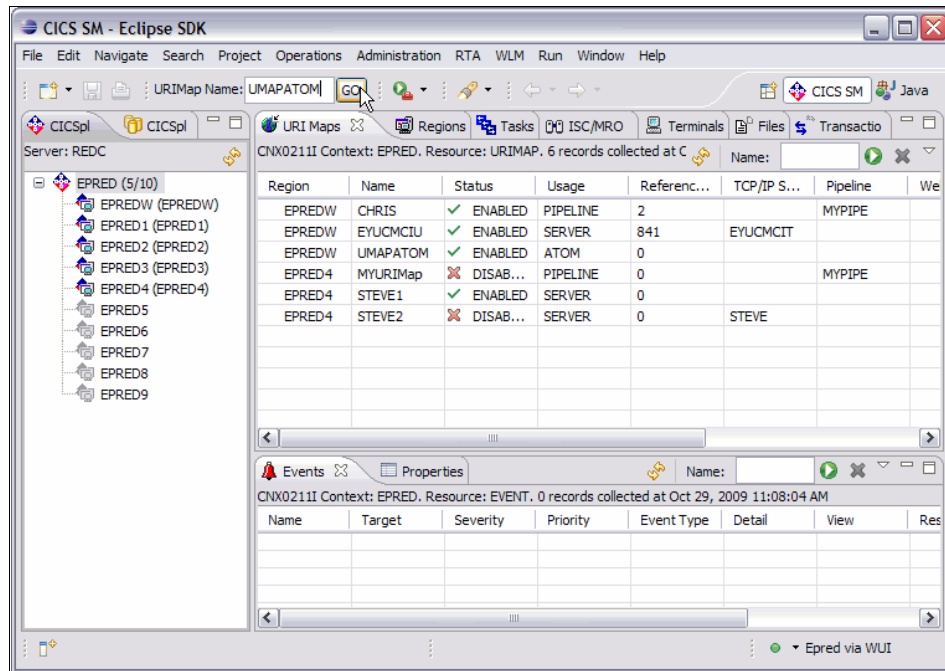 CICS SM - Eclipse SDK
File Edit Navigate Search Project Operations Administration RTA WLM Run Window Help
URIMap Name: UMAPATOM GO CICS SM Java
CICSpl CICSpl
Server: REDC
EPRED (5/10)
EPREDW (EPREDW)
EPRED1 (EPRED1)
EPRED2 (EPRED2)
EPRED3 (EPRED3)
EPRED4 (EPRED4)
EPRED5
EPRED6
EPRED7
EPRED8
EPRED9
URI Maps Regions Tasks ISC/MRO Terminals Files Transactio
CNX0211I Context: EPRED. Resource: URIMAP. 6 records collected at C Name:
Region Name Status Usage Referenc... TCP/IP S... Pipeline We
EPREDW CHRIS ENABLED PIPELINE 2 MYPIPE
EPREDW EYUCMCIU ENABLED SERVER 841 EYUCMCIT
EPREDW UMAPATOM ENABLED ATOM 0
EPRED4 MYURIMap DISAB... PIPELINE 0 MYPIPE
EPRED4 STEVE1 ENABLED SERVER 0
EPRED4 STEVE2 DISAB... SERVER 0 STEVE
Events Properties Name:
CNX0211I Context: EPRED. Resource: EVENT. 0 records collected at Oct 29, 2009 11:08:04 AM
Name Target Severity Priority Event Type Detail View Res
Epred via WUI